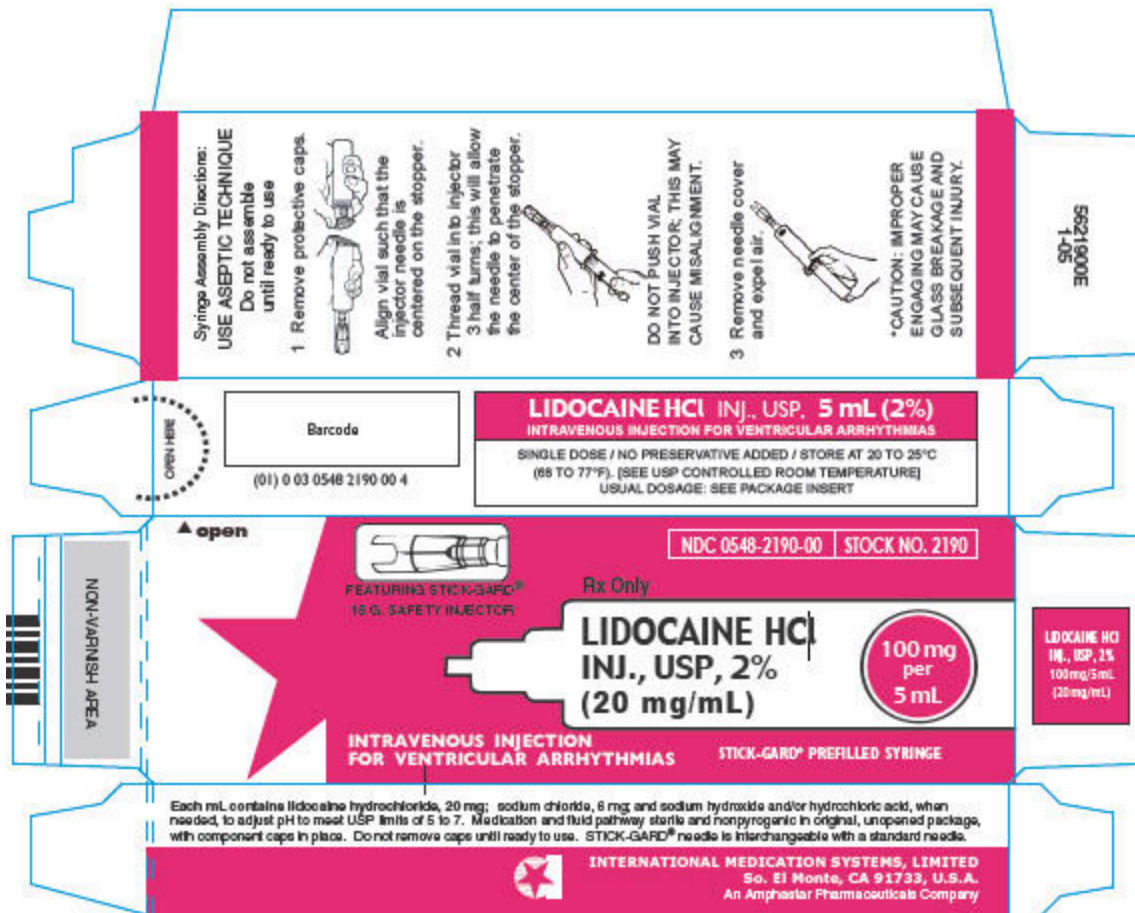 Syringe Assembly Directions:
USE ASEPTIC TECHNIQUE
Do not assemble
until ready to use
1 Remove protective caps.
Align vial such that the
injector needle is
centered on the stopper.
2 Thread vial into injector
3 half turns; this will allow
the needle to penetrate
the center of the stopper.
DO NOT PUSH VIAL
INTO INJECTOR; THIS MAY
CAUSE MISALIGNMENT.
3 Remove needle cover
and expel air.
*CAUTION: IMPROPER
ENGAGING MAY CAUSE
GLASS BREAKAGE AND
SUBSEQUENT INJURY.
5621900E
1-05
OPEN HERE
Barcode
(01) 0 03 0548 2190 00 4
LIDOCAINE HCl INJ., USP, 5 mL (2%)
INTRAVENOUS INJECTION FOR VENTRICULAR ARRHYTHMIAS
SINGLE DOSE / NO PRESERVATIVE ADDED / STORE AT 20 TO 25°C
(68 TO 77°F). [SEE USP CONTROLLED ROOM TEMPERATURE]
USUAL DOSAGE: SEE PACKAGE INSERT
open
NON-VARNISH AREA
FEATURING STICK-GARD®
18 G. SAFETY INJECTOR
NDC 0548-2190-00 STOCK NO. 2190
Rx Only
LIDOCAINE HCl
INJ., USP, 2%
(20 mg/mL)
100 mg
per
5 mL
INTRAVENOUS INJECTION
FOR VENTRICULAR ARRHYTHMIAS
STICK-GARD® PREFILLED SYRINGE
LIDOCAINE HCl
INJ., USP, 2%
100mg/5mL
(20mg/mL)
Each mL contains lidocaine hydrochloride, 20 mg; sodium chloride, 6 mg; and sodium hydroxide and/or hydrochloric acid, when
needed, to adjust pH to meet USP limits of 5 to 7. Medication and fluid pathway sterile and nonpyrogenic in original, unopened package,
with component caps in place. Do not remove caps until ready to use. STICK-GARD® needle is interchangeable with a standard needle.
INTERNATIONAL MEDICATION SYSTEMS, LIMITED
So. El Monte, CA 91733, U.S.A.
An Amphastar Pharmaceuticals Company